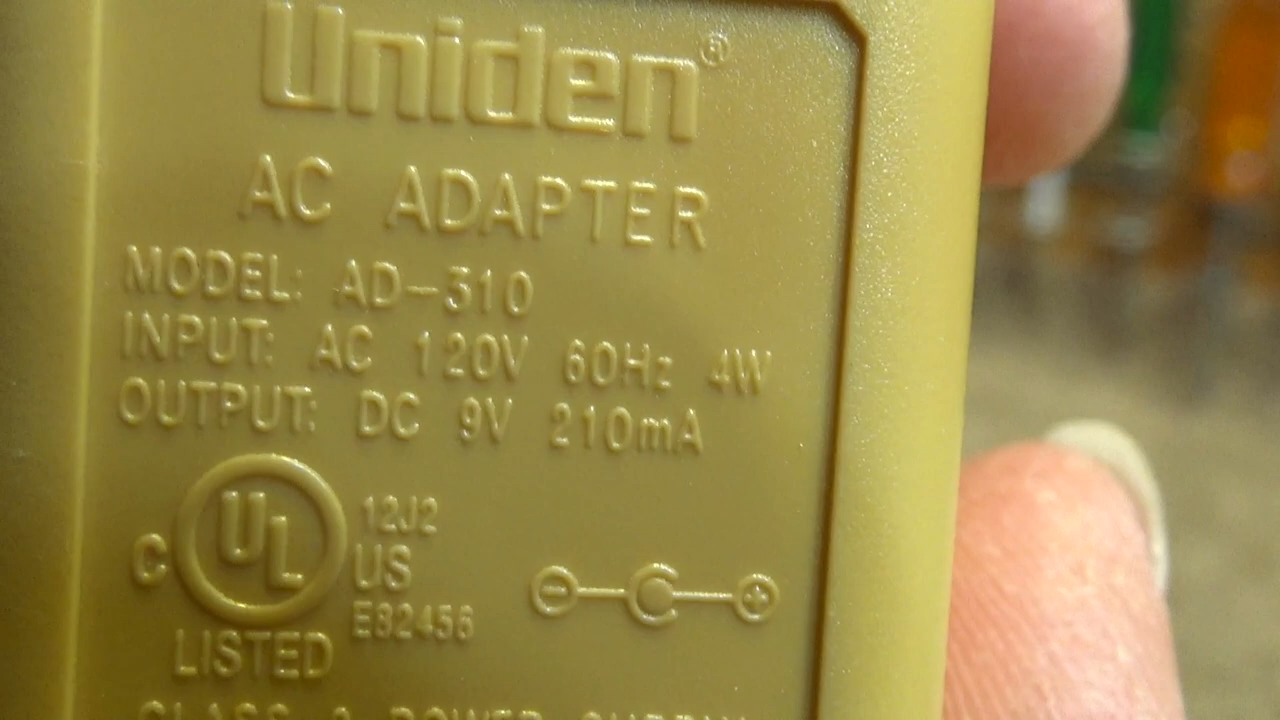 Uniden®
AC ADAPTER
MODEL: AD-310
INPUT: AC 120V 60Hz 4W
OUTPUT: DC 9V 210mA
C UL US
12J2
E82456
LISTED
CLASS 2 POWER SUPPLY